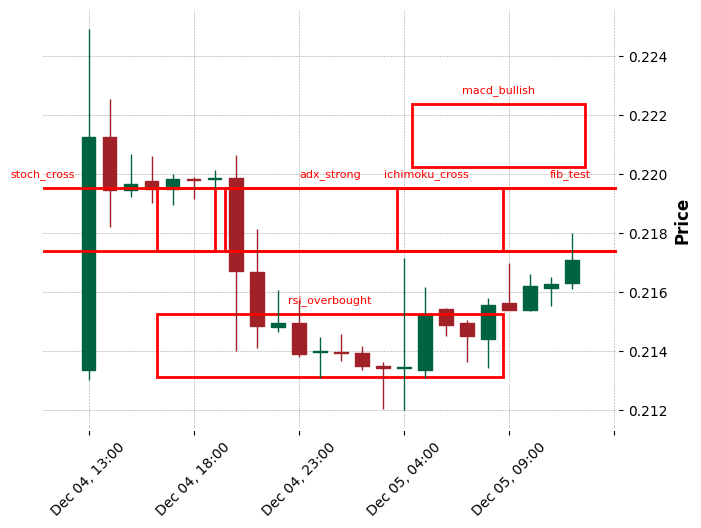 0.224
macd_bullish
0.222
stoch_cross
adx_strong
ichimoku_cross
fib_test
0.220
0.218
Price
0.216
rsi_overbought
0.214
0.212
Dec 04, 13:00
Dec 04, 18:00
Dec 04, 23:00
Dec 05, 04:00
Dec 05, 09:00